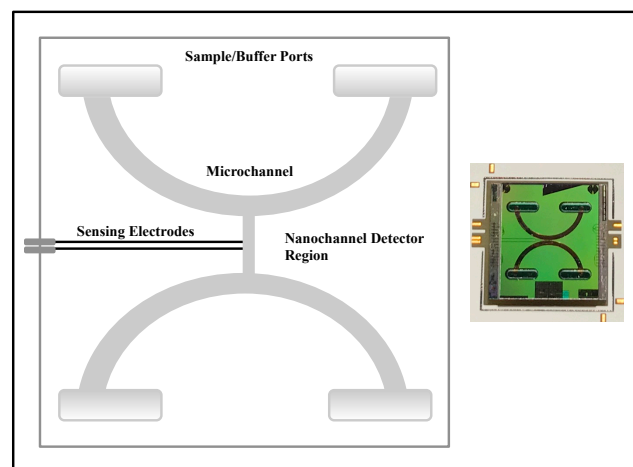 Sample/Buffer Ports
Microchannel
Sensing Electrodes
Nanochannel Detector
Region